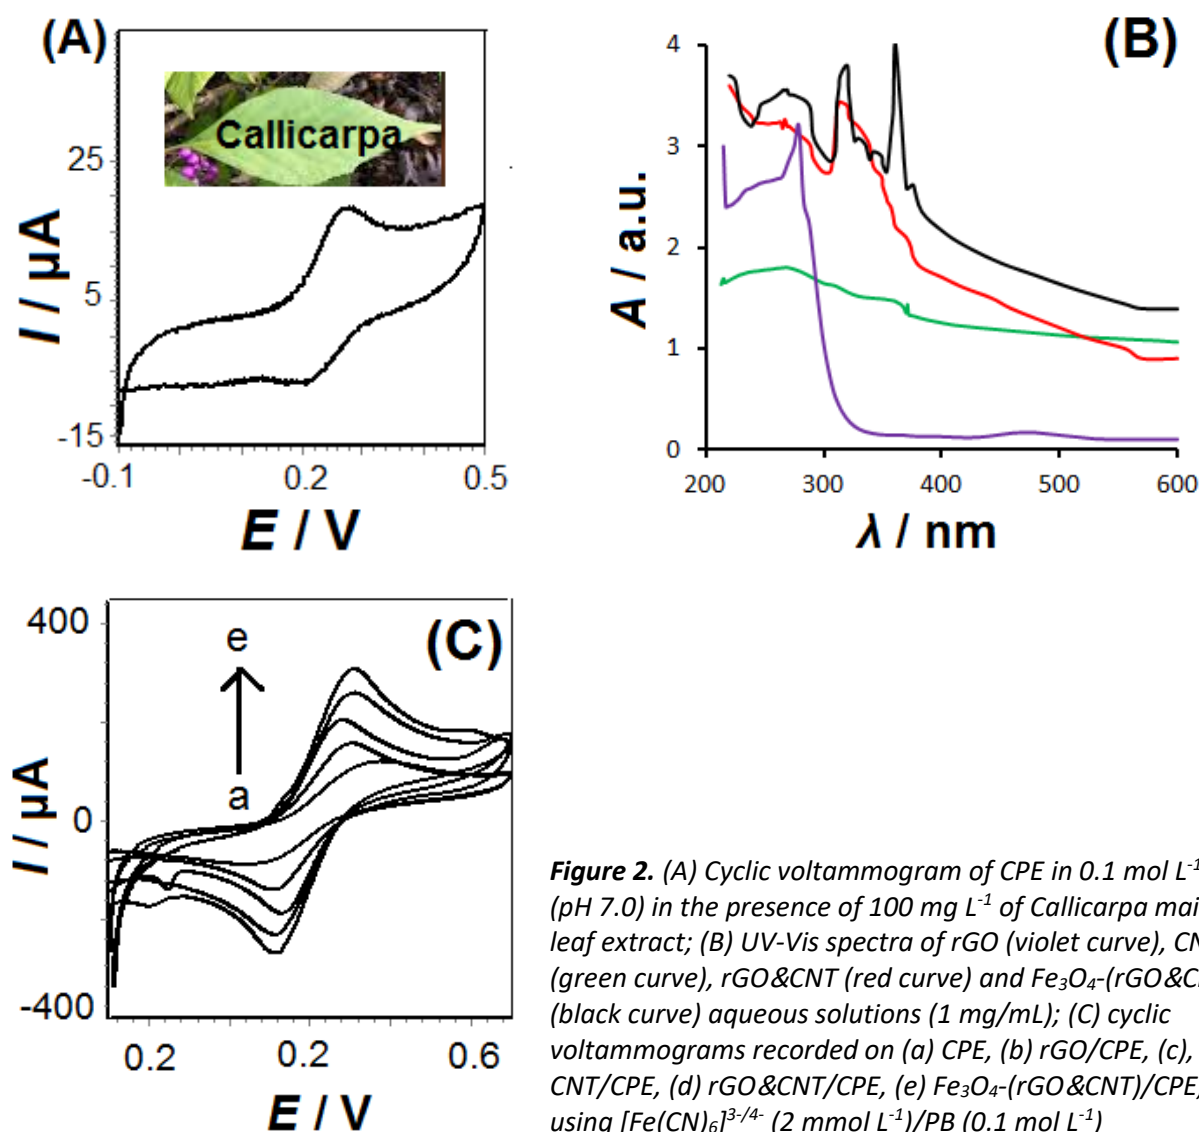 (A)
Callicarpa
25
5
-15
I / µA
-0.1
0.2
0.5
E / V
(B)
4
3
2
1
0
A / a.u.
200
300
400
500
600
λ / nm
(C)
400
0
-400
I / µA
e
a
0.2
0.2
0.6
E / V
Figure 2. (A) Cyclic voltammogram of CPE in 0.1 mol L-1
(pH 7.0) in the presence of 100 mg L-1 of Callicarpa mai
leaf extract; (B) UV-Vis spectra of rGO (violet curve), CN
(green curve), rGO&CNT (red curve) and Fe3O4-(rGO&C
(black curve) aqueous solutions (1 mg/mL); (C) cyclic
voltammograms recorded on (a) CPE, (b) rGO/CPE, (c),
CNT/CPE, (d) rGO&CNT/CPE, (e) Fe3O4-(rGO&CNT)/CPE,
using [Fe(CN)6]3-/4- (2 mmol L-1)/PB (0.1 mol L-1)